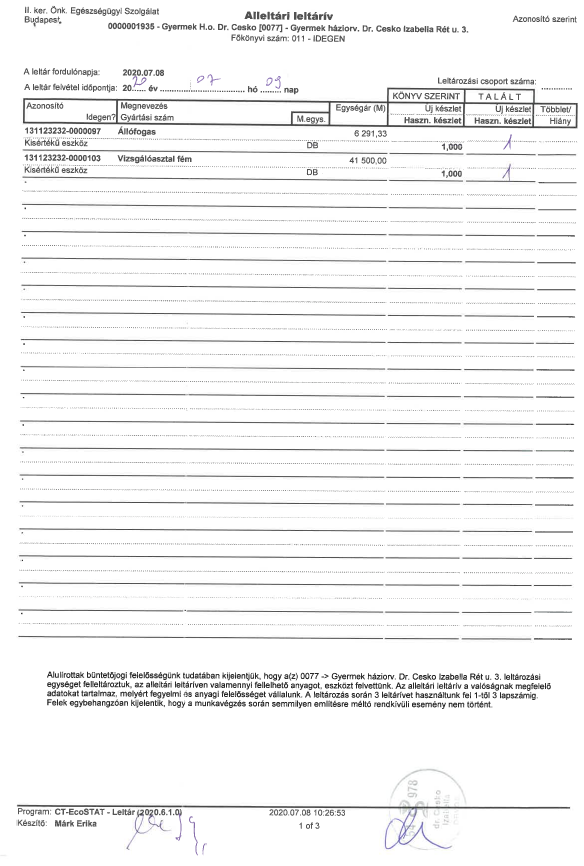 II. ker. Önk. Egészségügyi Szolgálat
Budapest,
Alleltári leltárív
Azonosító szerint
0000001935 - Gyermek H.o. Dr. Cesko [0077] - Gyermek háziorv. Dr. Cesko Izabella Rét u. 3.
Főkönyvi szám: 011 - IDEGEN
A leltár fordulónapja: 2020.07.08
Leltározási csoport száma: ..........
A leltár felvétel időpontja: 2020 év 07 hó 09 nap
KÖNYV SZERINT TALÁLT
Azonosító Megnevezés Egységár (M) Új készlet Új készlet Többlet/
Idegen? Gyártási szám M.egys. Haszn. készlet Haszn. készlet Hiány
131123232-0000097 Állófogas 6 291,33
Kisértékű eszköz DB 1,000 1
131123232-0000103 Vizsgálóasztal fém 41 500,00
Kisértékű eszköz DB 1,000 1
Alulírottak büntetőjogi felelősségünk tudatában kijelentjük, hogy a(z) 0077 -> Gyermek háziorv. Dr. Cesko Izabella Rét u. 3. leltározási
egységet felleltároztuk, az alleltári leltáríven valamennyi fellelhető anyagot, eszközt felvettünk. Az alleltári leltárív a valóságnak megfelelő
adatokat tartalmaz, melyért fegyelmi és anyagi felelősséget vállalunk. A leltározás során 3 leltárívet használtunk fel 1-től 3 lapszámig.
Felek egybehangzóan kijelentik, hogy a munkavégzés során semmilyen említésre méltó rendkívüli esemény nem történt.
978
dr. Cesko
Izabella
Program: CT-EcoSTAT - Leltár (2020.6.1.0) 2020.07.08 10:26:53
Készítő: Márk Erika 1 of 3